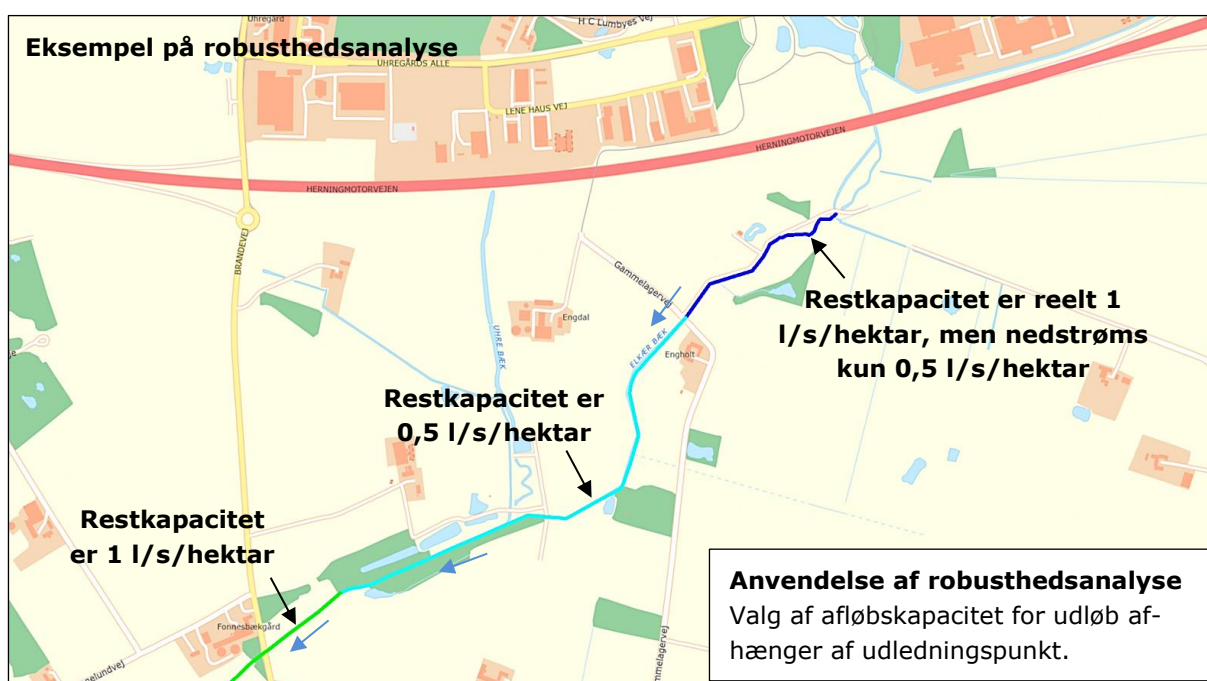 Uhregård
H C Lumbyes Vej
Eksempel på robusthedsanalyse
UHREGÅRDS ALLE
LENE HAUS VEJ
HERNINGMOTORVEJEN
HERNINGMOTORVEJEN
BRANDEVEJ
Gammelagervej
Restkapacitet er reelt 1
l/s/hektar, men nedstrøms
kun 0,5 l/s/hektar
Engdal
UHRE BÆK
ELKÆR BÆK
Engholt
Restkapacitet er
0,5 l/s/hektar
Restkapacitet
er 1 l/s/hektar
Fonnesbækgård
melundvej
mmelagervej
Anvendelse af robusthedsanalyse
Valg af afløbskapacitet for udløb af-
hænger af udledningspunkt.